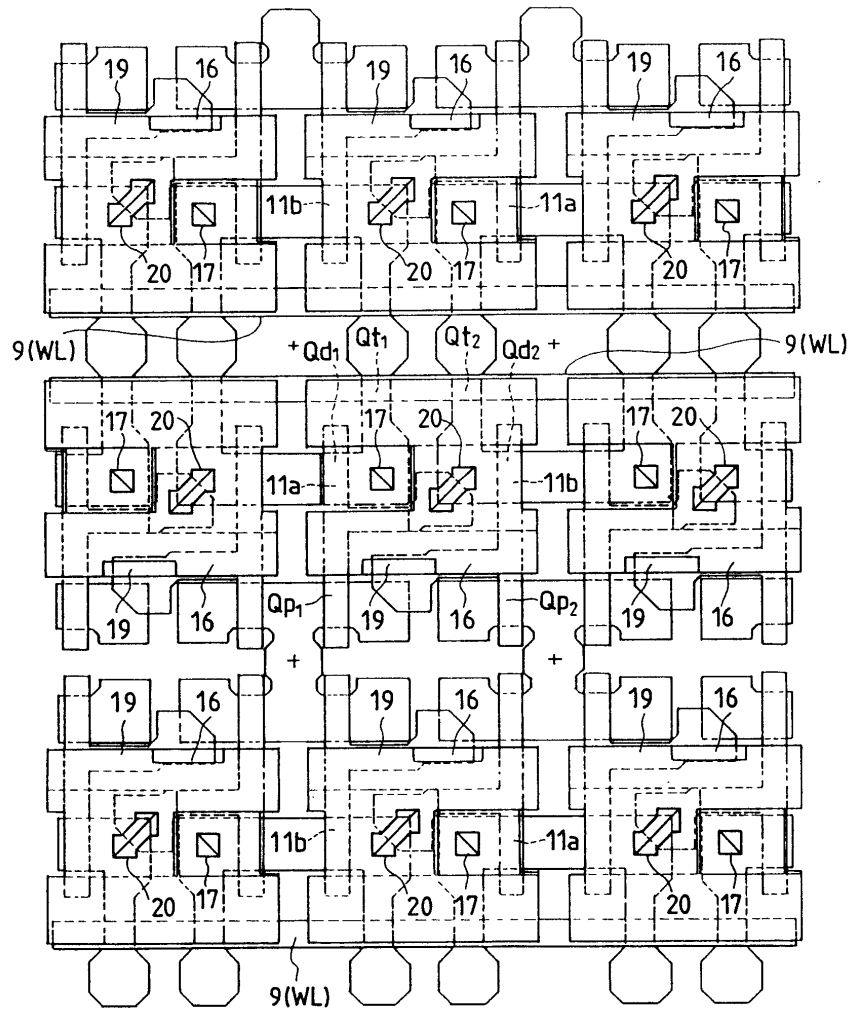 19 16 19 16 19 16
11b 11a
20 17 20 17 20 17
9(WL) Qd1 Qt1 Qt2 Qd2 9(WL)
17 20 17 20 17 20
11a 11b
19 16 Qp1 19 16 Qp2 19 16
19 16 19 16 19 16
11b 11a
20 17 20 17 20 17
9(WL)